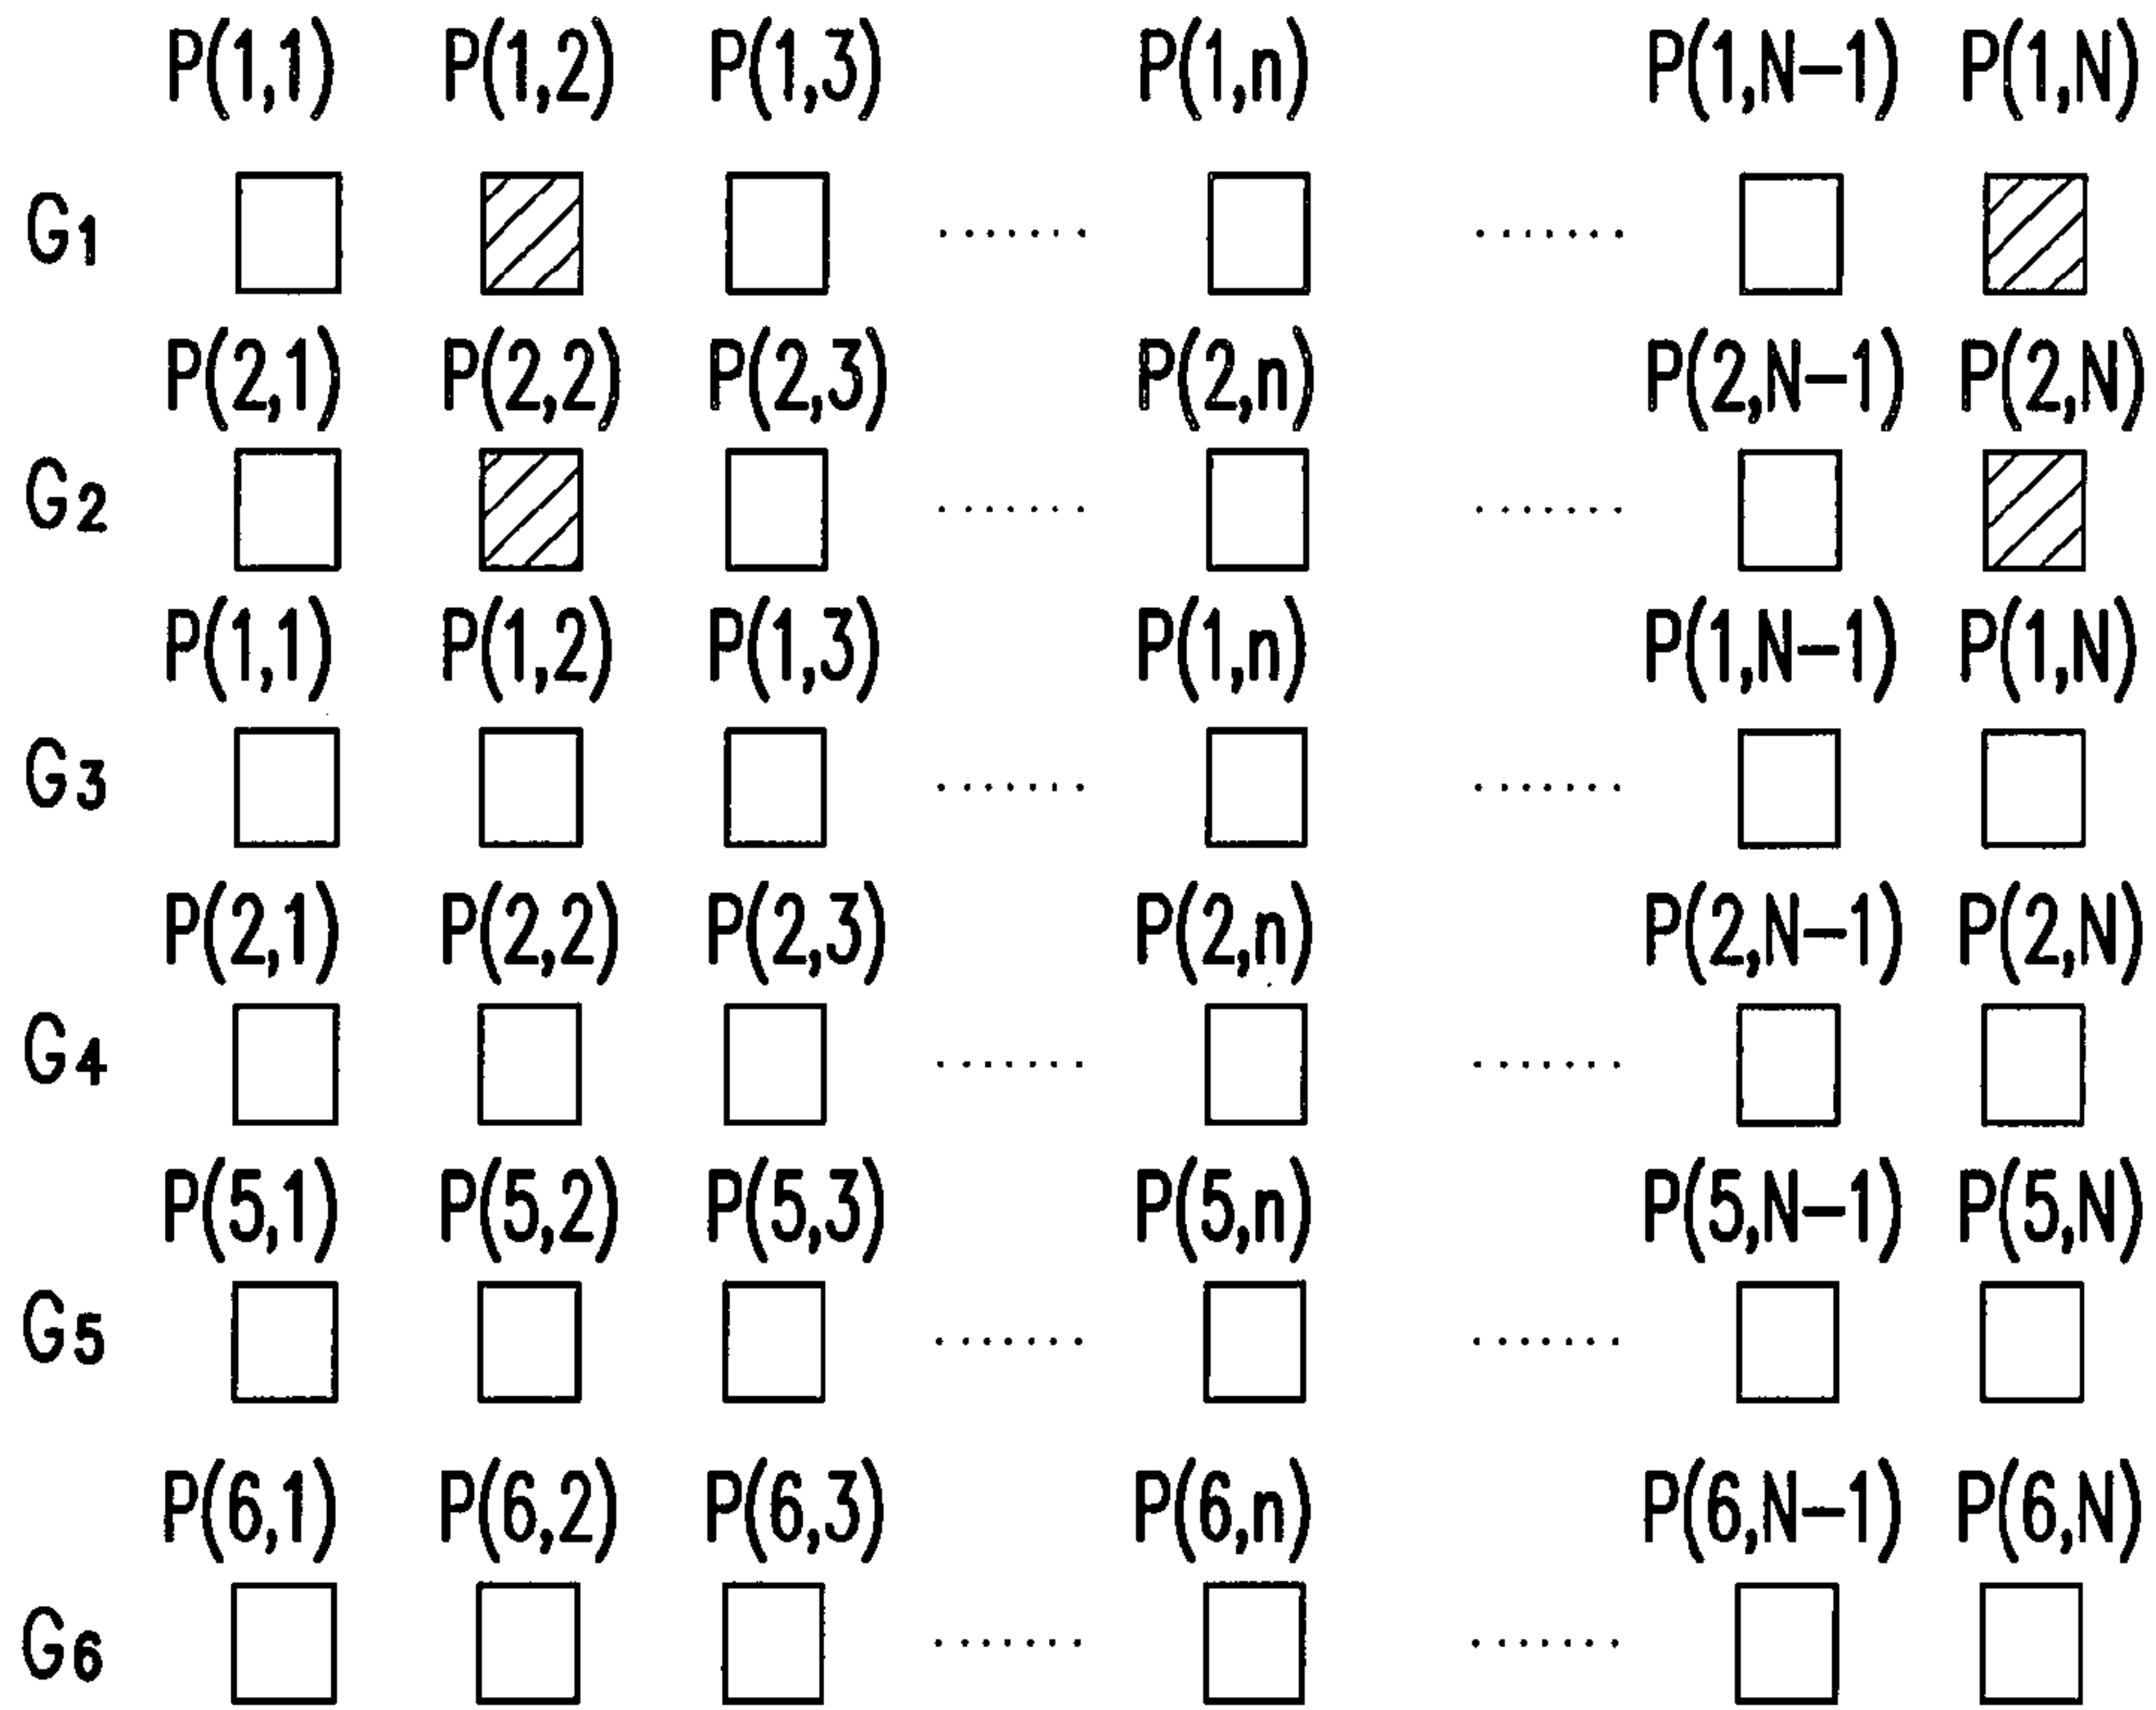 P(1,1) P(1,2) P(1,3) P(1,n) P(1,N−1) P(1,N)
G1 ....... .......
P(2,1) P(2,2) P(2,3) P(2,n) P(2,N−1) P(2,N)
G2 ....... .......
P(1,1) P(1,2) P(1,3) P(1,n) P(1,N−1) P(1,N)
G3 ....... .......
P(2,1) P(2,2) P(2,3) P(2,n) P(2,N−1) P(2,N)
G4 ....... .......
P(5,1) P(5,2) P(5,3) P(5,n) P(5,N−1) P(5,N)
G5 ....... .......
P(6,1) P(6,2) P(6,3) P(6,n) P(6,N−1) P(6,N)
G6 ....... .......